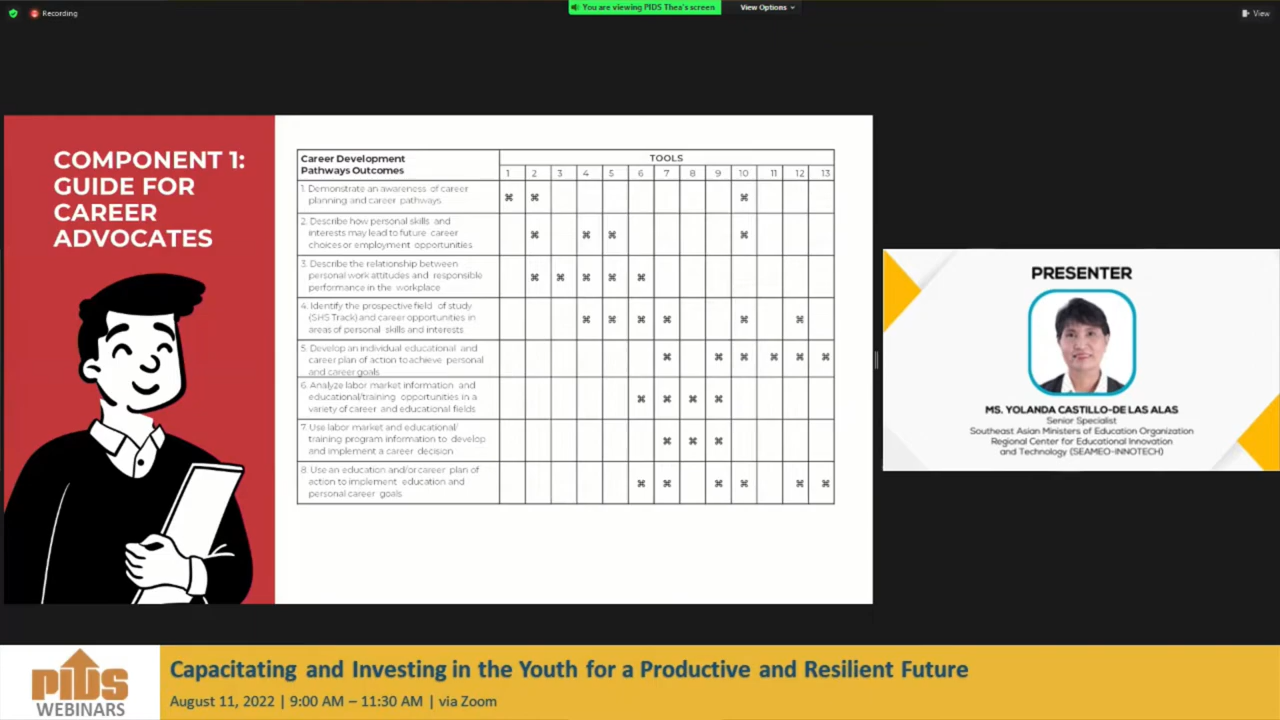 Recording
You are viewing PIDS Thea's screen
View Options
View
COMPONENT 1:
GUIDE FOR
CAREER
ADVOCATES
Career Development
Pathways Outcomes
TOOLS
1 2 3 4 5 6 7 8 9 10 11 12 13
1. Demonstrate an awareness of career
planning and career pathways
⌘ ⌘ ⌘
2. Describe how personal skills and
interests may lead to future career
choices or employment opportunities
⌘ ⌘ ⌘ ⌘
3. Describe the relationship between
personal work attitudes and responsible
performance in the workplace
⌘ ⌘ ⌘ ⌘ ⌘
4. Identify the prospective field of study
(SHS Track) and career opportunities in
areas of personal skills and interests
⌘ ⌘ ⌘ ⌘ ⌘ ⌘
5. Develop an individual educational and
career plan of action to achieve personal
and career goals
⌘ ⌘ ⌘ ⌘ ⌘ ⌘
6. Analyze labor market information and
educational/training opportunities in a
variety of career and educational fields
⌘ ⌘ ⌘ ⌘
7. Use labor market and educational/
training program information to develop
and implement a career decision
⌘ ⌘ ⌘
8. Use an education and/or career plan of
action to implement education and
personal career goals
⌘ ⌘ ⌘ ⌘ ⌘ ⌘
PRESENTER
MS. YOLANDA CASTILLO-DE LAS ALAS
Senior Specialist
Southeast Asian Ministers of Education Organization
Regional Center for Educational Innovation
and Technology (SEAMEO-INNOTECH)
PIDS
WEBINARS
Capacitating and Investing in the Youth for a Productive and Resilient Future
August 11, 2022 | 9:00 AM – 11:30 AM | via Zoom